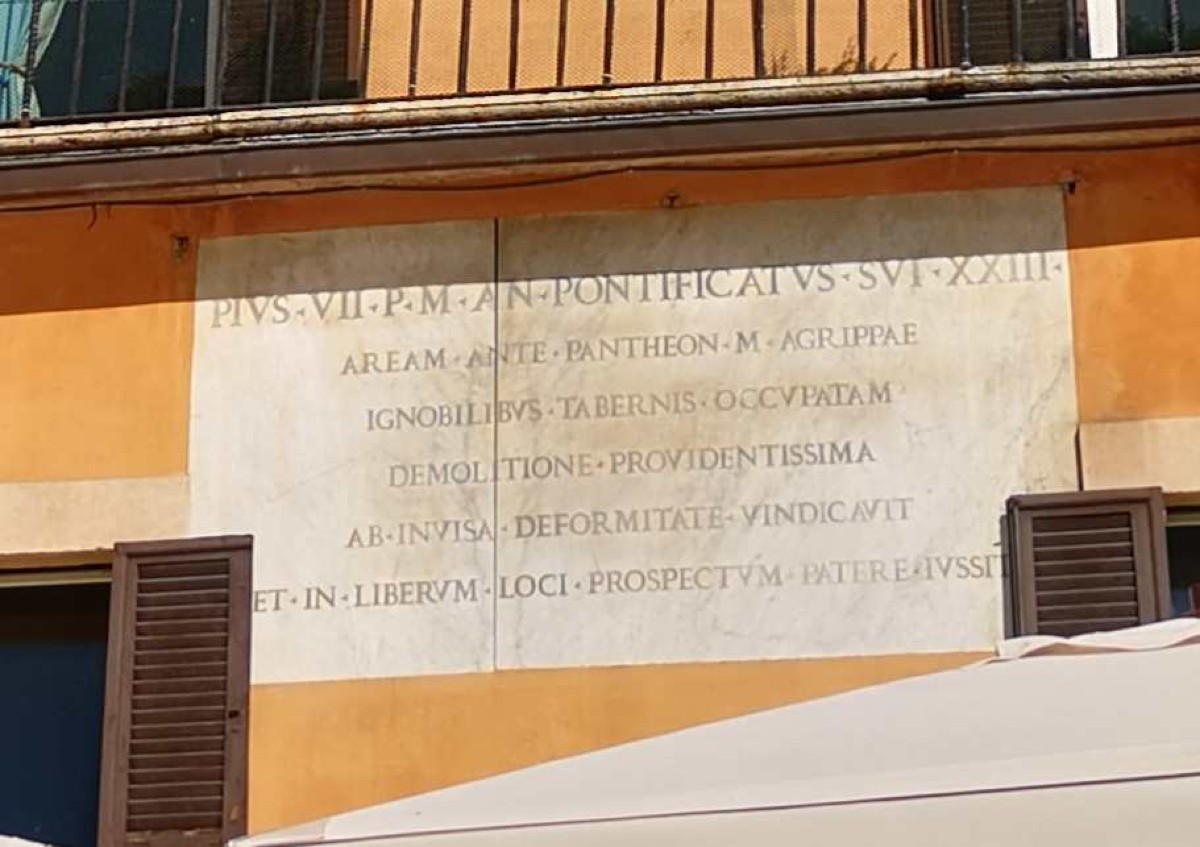 PIVS·VII·P·M·AN·PONTIFICATVS·SVI·XXIII·
AREAM·ANTE·PANTHEON·M·AGRIPPAE
IGNOBILIBVS·TABERNIS·OCCVPATAM
DEMOLITIONE·PROVIDENTISSIMA
AB·INVISA·DEFORMITATE·VINDICAVIT
ET·IN·LIBERVM·LOCI·PROSPECTVM·PATERE·IVSSIT